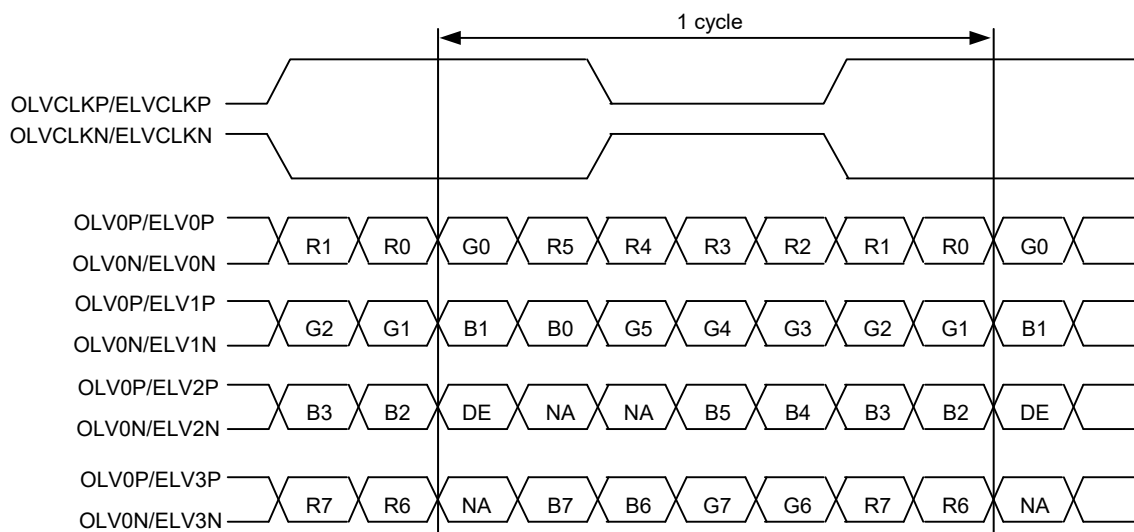 1 cycle
OLVCLKP/ELVCLKP
OLVCLKN/ELVCLKN
OLV0P/ELV0P
R1 R0 G0 R5 R4 R3 R2 R1 R0 G0
OLV0N/ELV0N
OLV0P/ELV1P
G2 G1 B1 B0 G5 G4 G3 G2 G1 B1
OLV0N/ELV1N
OLV0P/ELV2P
B3 B2 DE NA NA B5 B4 B3 B2 DE
OLV0N/ELV2N
OLV0P/ELV3P
R7 R6 NA B7 B6 G7 G6 R7 R6 NA
OLV0N/ELV3N